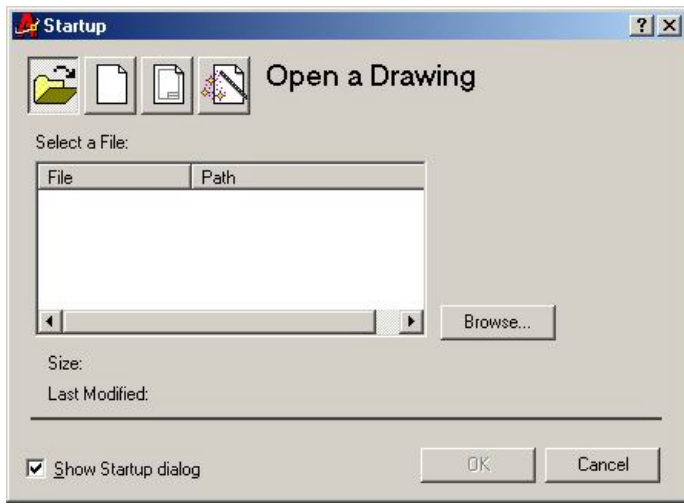 Startup
Open a Drawing
Select a File:
File Path
Browse...
Size:
Last Modified:
Show Startup dialog OK Cancel